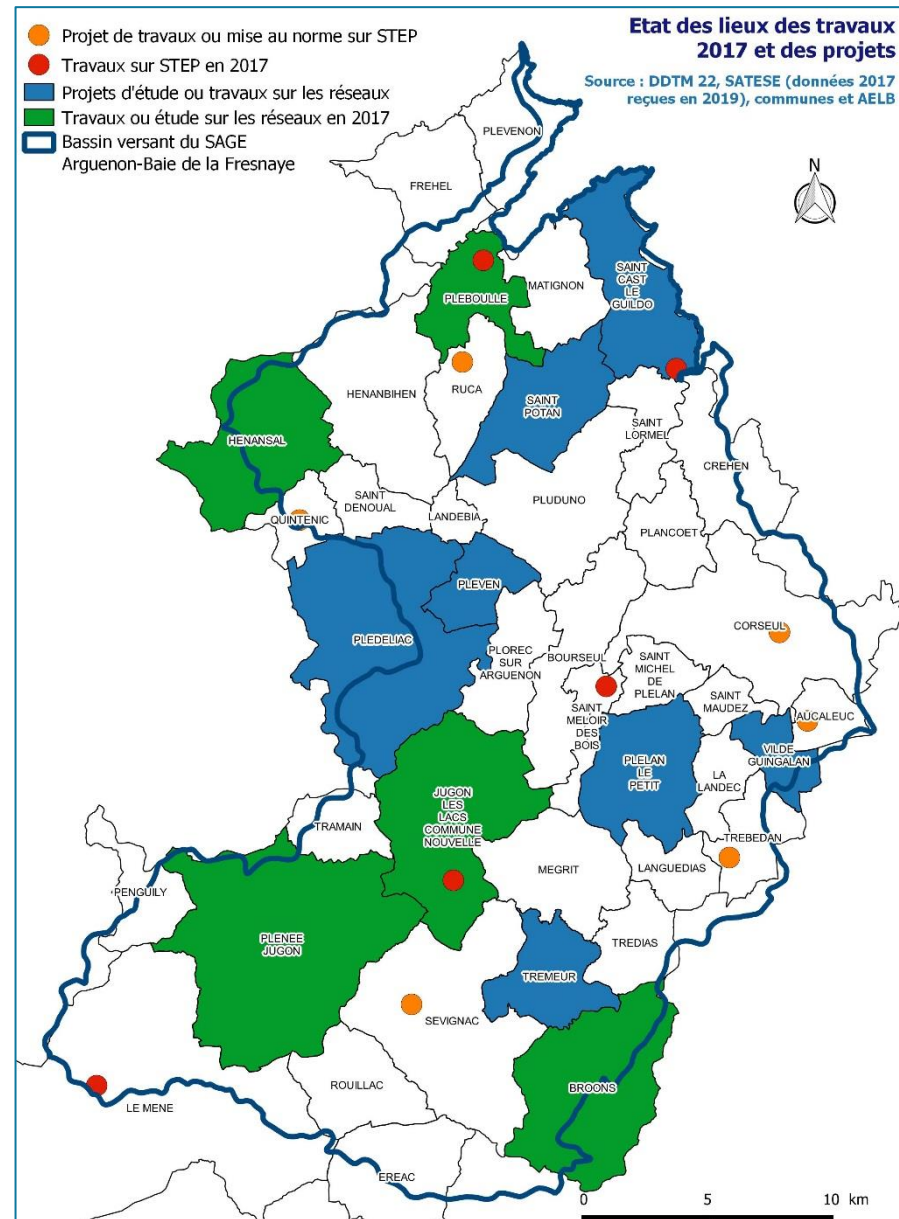 Projet de travaux ou mise au norme sur STEP
Travaux sur STEP en 2017
Projets d'étude ou travaux sur les réseaux
Travaux ou étude sur les réseaux en 2017
Bassin versant du SAGE
Arguenon-Baie de la Fresnaye
Etat des lieux des travaux
2017 et des projets
Source : DDTM 22, SATESE (données 2017
reçues en 2019), communes et AELB
N
PLEVENON
FREHEL
PLEBOULLE
MATIGNON
SAINT
CAST
LE
GUILDO
HENANBIHEN
RUCA
SAINT
POTAN
HENANSAL
SAINT
LORMEL
CREHEN
QUINTENIC
SAINT
DENOUAL
LANDEBIA
PLUDUNO
PLANCOET
PLEVEN
PLEDELIAC
PLOREC
SUR
ARGUENON
BOURSEUL
CORSEUL
SAINT
MICHEL
DE
PLELAN
SAINT
MELOIR
DES
BOIS
SAINT
MAUDEZ
AUCALEUC
PLELAN
LE
PETIT
VILDE
GUINGALAN
LA
LANDEC
JUGON
LES
LACS
COMMUNE
NOUVELLE
TRAMAIN
TREBEDAN
MEGRIT
LANGUEDIAS
PENGUILY
PLENEE
JUGON
TREDIAS
TREMEUR
SEVIGNAC
ROUILLAC
BROONS
LE MENE
EREAC
0 5 10 km